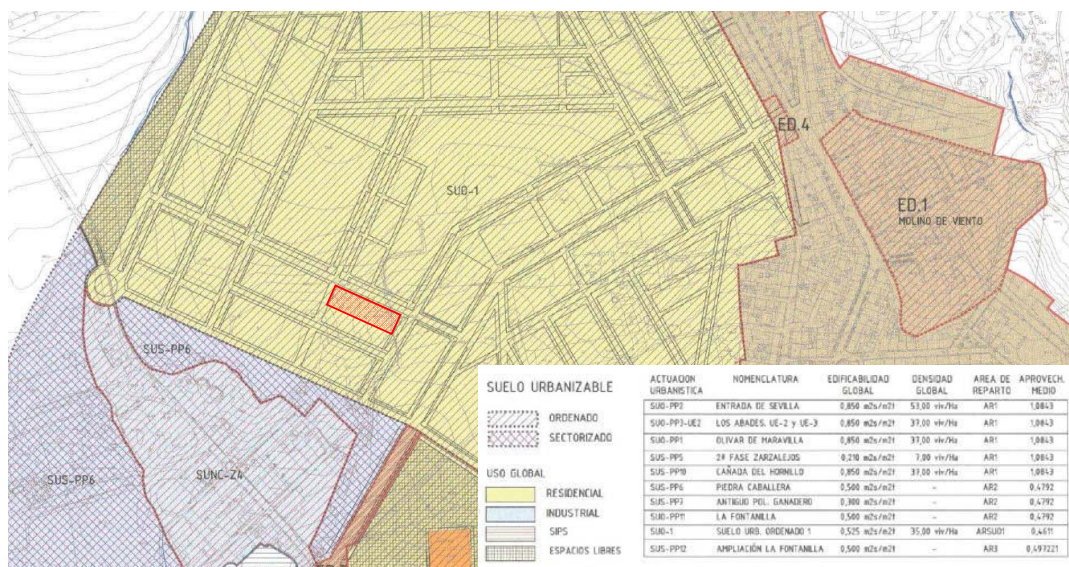 SUO-1
ED.4
ED.1
MOLINO DE VIENTO
SUS-PP6
SUS-PP6
SUNC-Z4
SUELO URBANIZABLE
ORDENADO
SECTORIZADO
USO GLOBAL
RESIDENCIAL
INDUSTRIAL
SIPS
ESPACIOS LIBRES
ACTUACION URBANISTICA NOMENCLATURA EDIFICABILIDAD GLOBAL DENSIDAD GLOBAL AREA DE REPARTO APROVECH. MEDIO
SUO-PP2 ENTRADA DE SEVILLA 0,850 m2s/m2t 53,00 viv/Ha AR1 1,0843
SUO-PP3-UE2 LOS ABADES. UE-2 y UE-3 0,850 m2s/m2t 37,00 viv/Ha AR1 1,0843
SUO-PP1 OLIVAR DE MARAVILLA 0,850 m2s/m2t 37,00 viv/Ha AR1 1,0843
SUS-PP5 2ª FASE ZARZALEJOS 0,210 m2s/m2t 7,00 viv/Ha AR1 1,0843
SUS-PP10 CAÑADA DEL HORNILLO 0,850 m2s/m2t 37,00 viv/Ha AR1 1,0843
SUS-PP6 PIEDRA CABALLERA 0,500 m2s/m2t - AR2 0,4792
SUS-PP7 ANTIGUO POL. GANADERO 0,300 m2s/m2t - AR2 0,4792
SUO-PP11 LA FONTANILLA 0,500 m2s/m2t - AR2 0,4792
SUO-1 SUELO URB. ORDENADO 1 0,525 m2s/m2t 35,00 viv/Ha ARSUO1 0,4611
SUS-PP12 AMPLIACIÓN LA FONTANILLA 0,500 m2s/m2t - AR3 0,497221